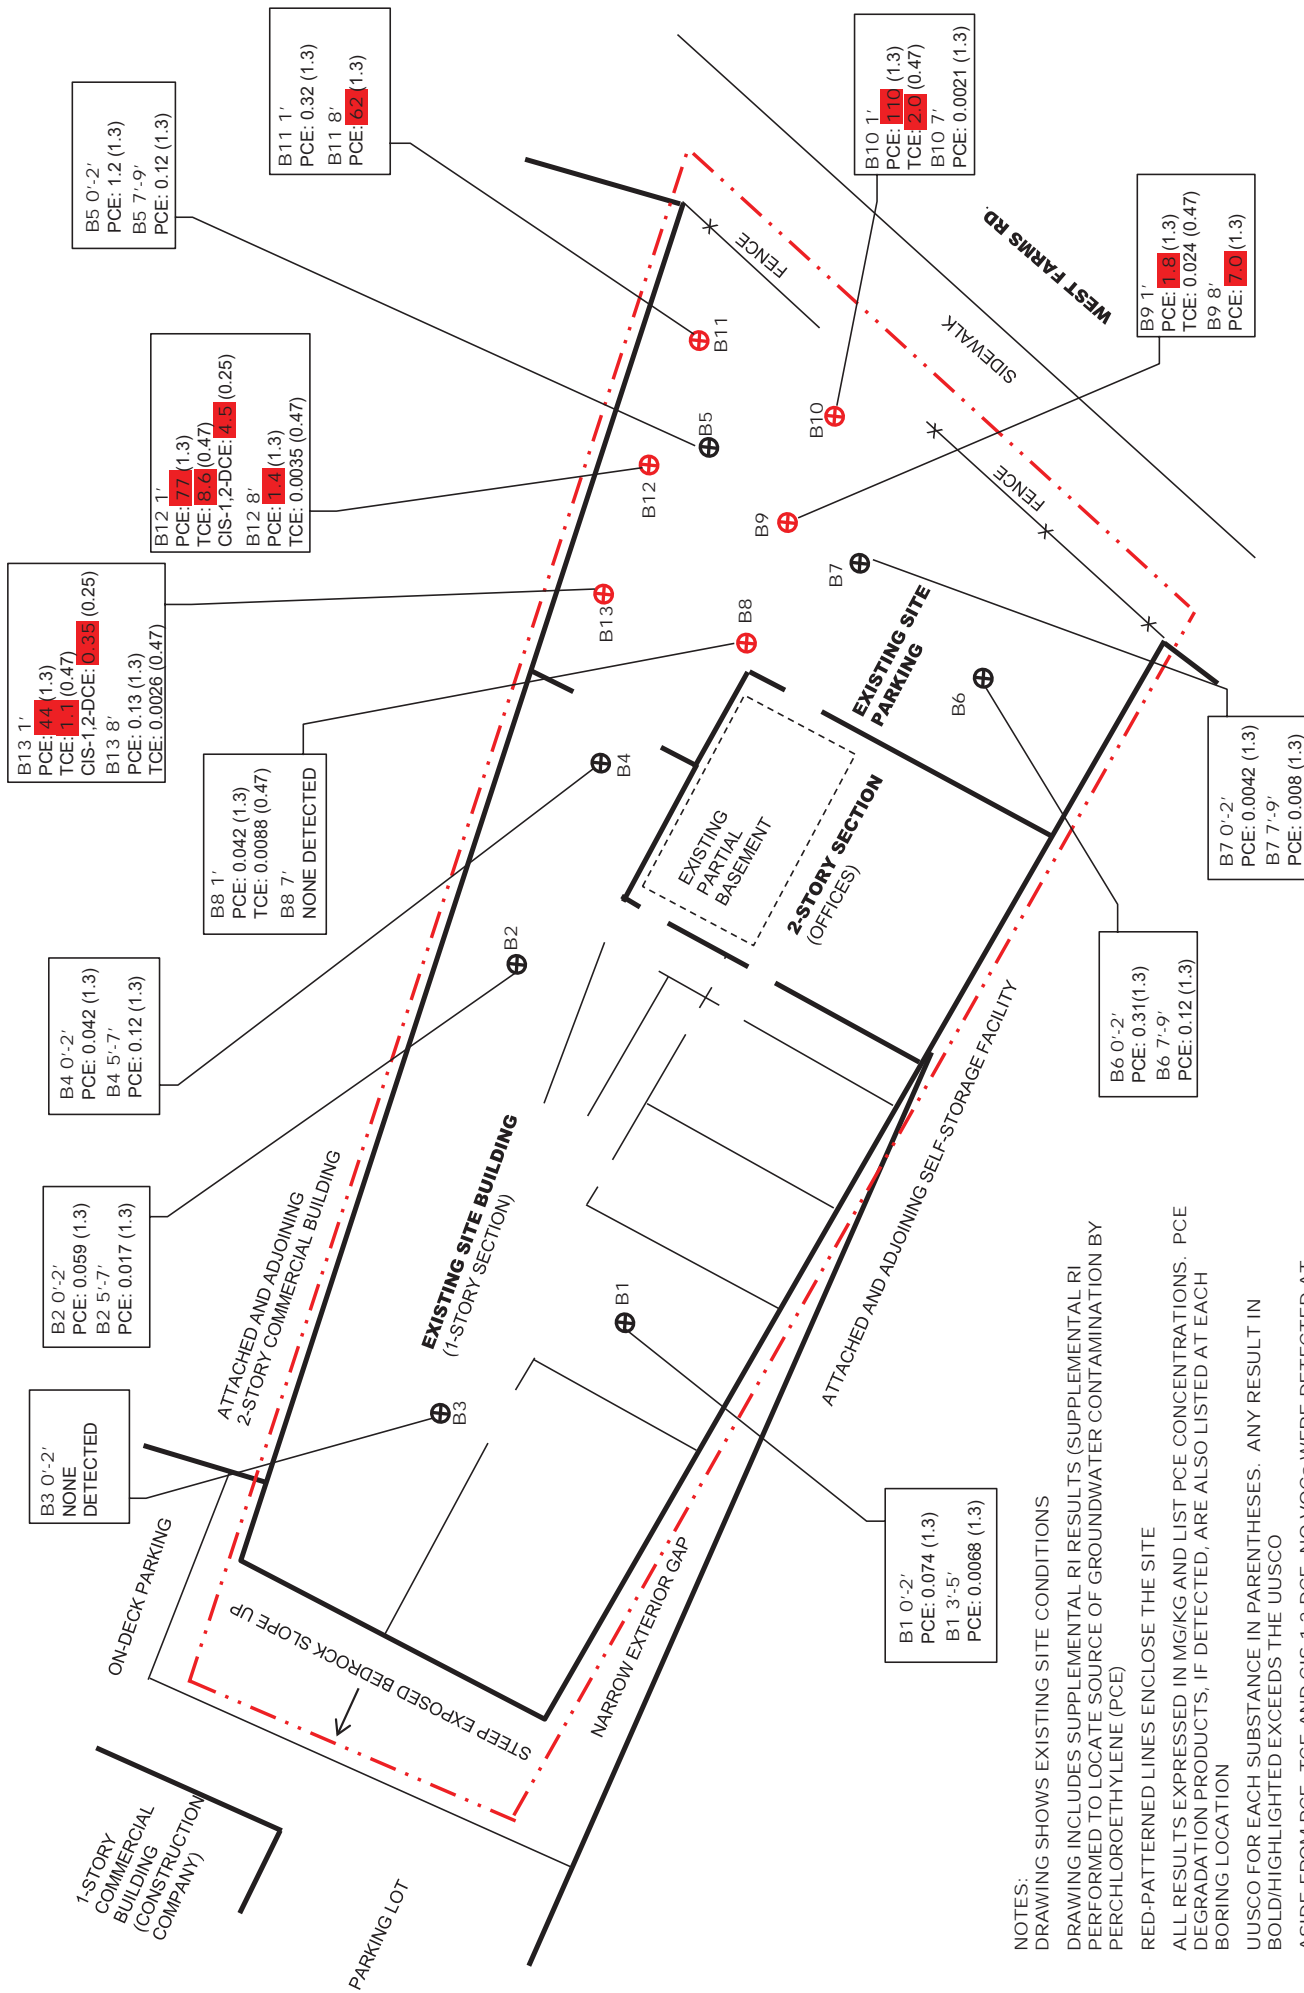 B3 0'-2'
NONE
DETECTED
B2 0'-2'
PCE: 0.059 (1.3)
B2 5'-7'
PCE: 0.017 (1.3)
B4 0'-2'
PCE: 0.042 (1.3)
B4 5'-7'
PCE: 0.12 (1.3)
B8 1'
PCE: 0.042 (1.3)
TCE: 0.0088 (0.47)
B8 7'
NONE DETECTED
B13 1'
PCE: 44 (1.3)
TCE: 1.1 (0.47)
CIS-1,2-DCE: 0.35 (0.25)
B13 8'
PCE: 0.13 (1.3)
TCE: 0.0026 (0.47)
B12 1'
PCE: 77 (1.3)
TCE: 8.6 (0.47)
CIS-1,2-DCE: 4.5 (0.25)
B12 8'
PCE: 1.4 (1.3)
TCE: 0.0035 (0.47)
B5 0'-2'
PCE: 1.2 (1.3)
B5 7'-9'
PCE: 0.12 (1.3)
B11 1'
PCE: 0.32 (1.3)
B11 8'
PCE: 62 (1.3)
B10 1'
PCE: 110 (1.3)
TCE: 2.0 (0.47)
B10 7'
PCE: 0.0021 (1.3)
B9 1'
PCE: 1.8 (1.3)
TCE: 0.024 (0.47)
B9 8'
PCE: 7.0 (1.3)
B7 0'-2'
PCE: 0.0042 (1.3)
B7 7'-9'
PCE: 0.008 (1.3)
B6 0'-2'
PCE: 0.31(1.3)
B6 7'-9'
PCE: 0.12 (1.3)
B1 0'-2'
PCE: 0.074 (1.3)
B1 3'-5'
PCE: 0.0068 (1.3)
1-STORY
COMMERCIAL
BUILDING
(CONSTRUCTION
COMPANY)
PARKING LOT
ON-DECK PARKING
STEEP EXPOSED BEDROCK SLOPE UP
NARROW EXTERIOR GAP
ATTACHED AND ADJOINING
2-STORY COMMERCIAL BUILDING
EXISTING SITE BUILDING
(1-STORY SECTION)
ATTACHED AND ADJOINING SELF-STORAGE FACILITY
2-STORY SECTION
(OFFICES)
EXISTING
PARTIAL
BASEMENT
EXISTING SITE
PARKING
FENCE
FENCE
SIDEWALK
WEST FARMS RD.
B3
B1
B2
B4
B13
B8
B12
B5
B11
B10
B9
B7
B6
NOTES:
DRAWING SHOWS EXISTING SITE CONDITIONS
DRAWING INCLUDES SUPPLEMENTAL RI RESULTS (SUPPLEMENTAL RI
PERFORMED TO LOCATE SOURCE OF GROUNDWATER CONTAMINATION BY
PERCHLOROETHYLENE (PCE)
RED-PATTERNED LINES ENCLOSE THE SITE
ALL RESULTS EXPRESSED IN MG/KG AND LIST PCE CONCENTRATIONS. PCE
DEGRADATION PRODUCTS, IF DETECTED, ARE ALSO LISTED AT EACH
BORING LOCATION
UUSCO FOR EACH SUBSTANCE IN PARENTHESES. ANY RESULT IN
BOLD/HIGHLIGHTED EXCEEDS THE UUSCO
ASIDE FROM PCE, TCE AND CIS-1,2-DCE, NO VOCs WERE DETECTED AT